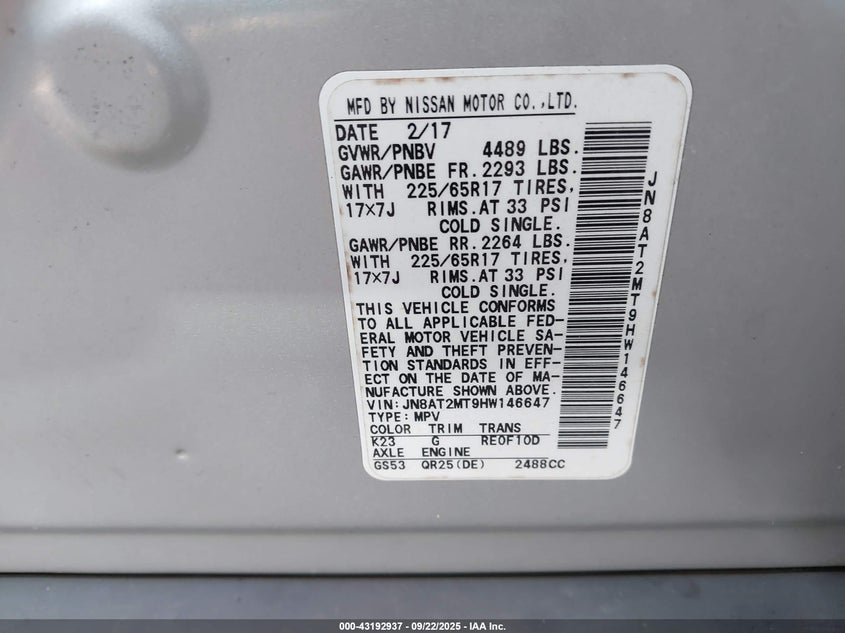 MFD BY NISSAN MOTOR CO.,LTD.
DATE 2/17
GVWR/PNBV 4489 LBS.
GAWR/PNBE FR. 2293 LBS.
WITH 225/65R17 TIRES,
17×7J RIMS.AT 33 PSI
COLD SINGLE.
GAWR/PNBE RR. 2264 LBS.
WITH 225/65R17 TIRES,
17×7J RIMS.AT 33 PSI
COLD SINGLE.
THIS VEHICLE CONFORMS
TO ALL APPLICABLE FED-
ERAL MOTOR VEHICLE SA-
FETY AND THEFT PREVEN-
TION STANDARDS IN EFF-
ECT ON THE DATE OF MA-
NUFACTURE SHOWN ABOVE.
VIN: JN8AT2MT9HW146647
TYPE: MPV
COLOR TRIM TRANS
K23 G RE0F10D
AXLE ENGINE
GS53 QR25(DE) 2488CC
JN8AT2MT9HW146647
000-43192937 - 09/22/2025 - IAA Inc.